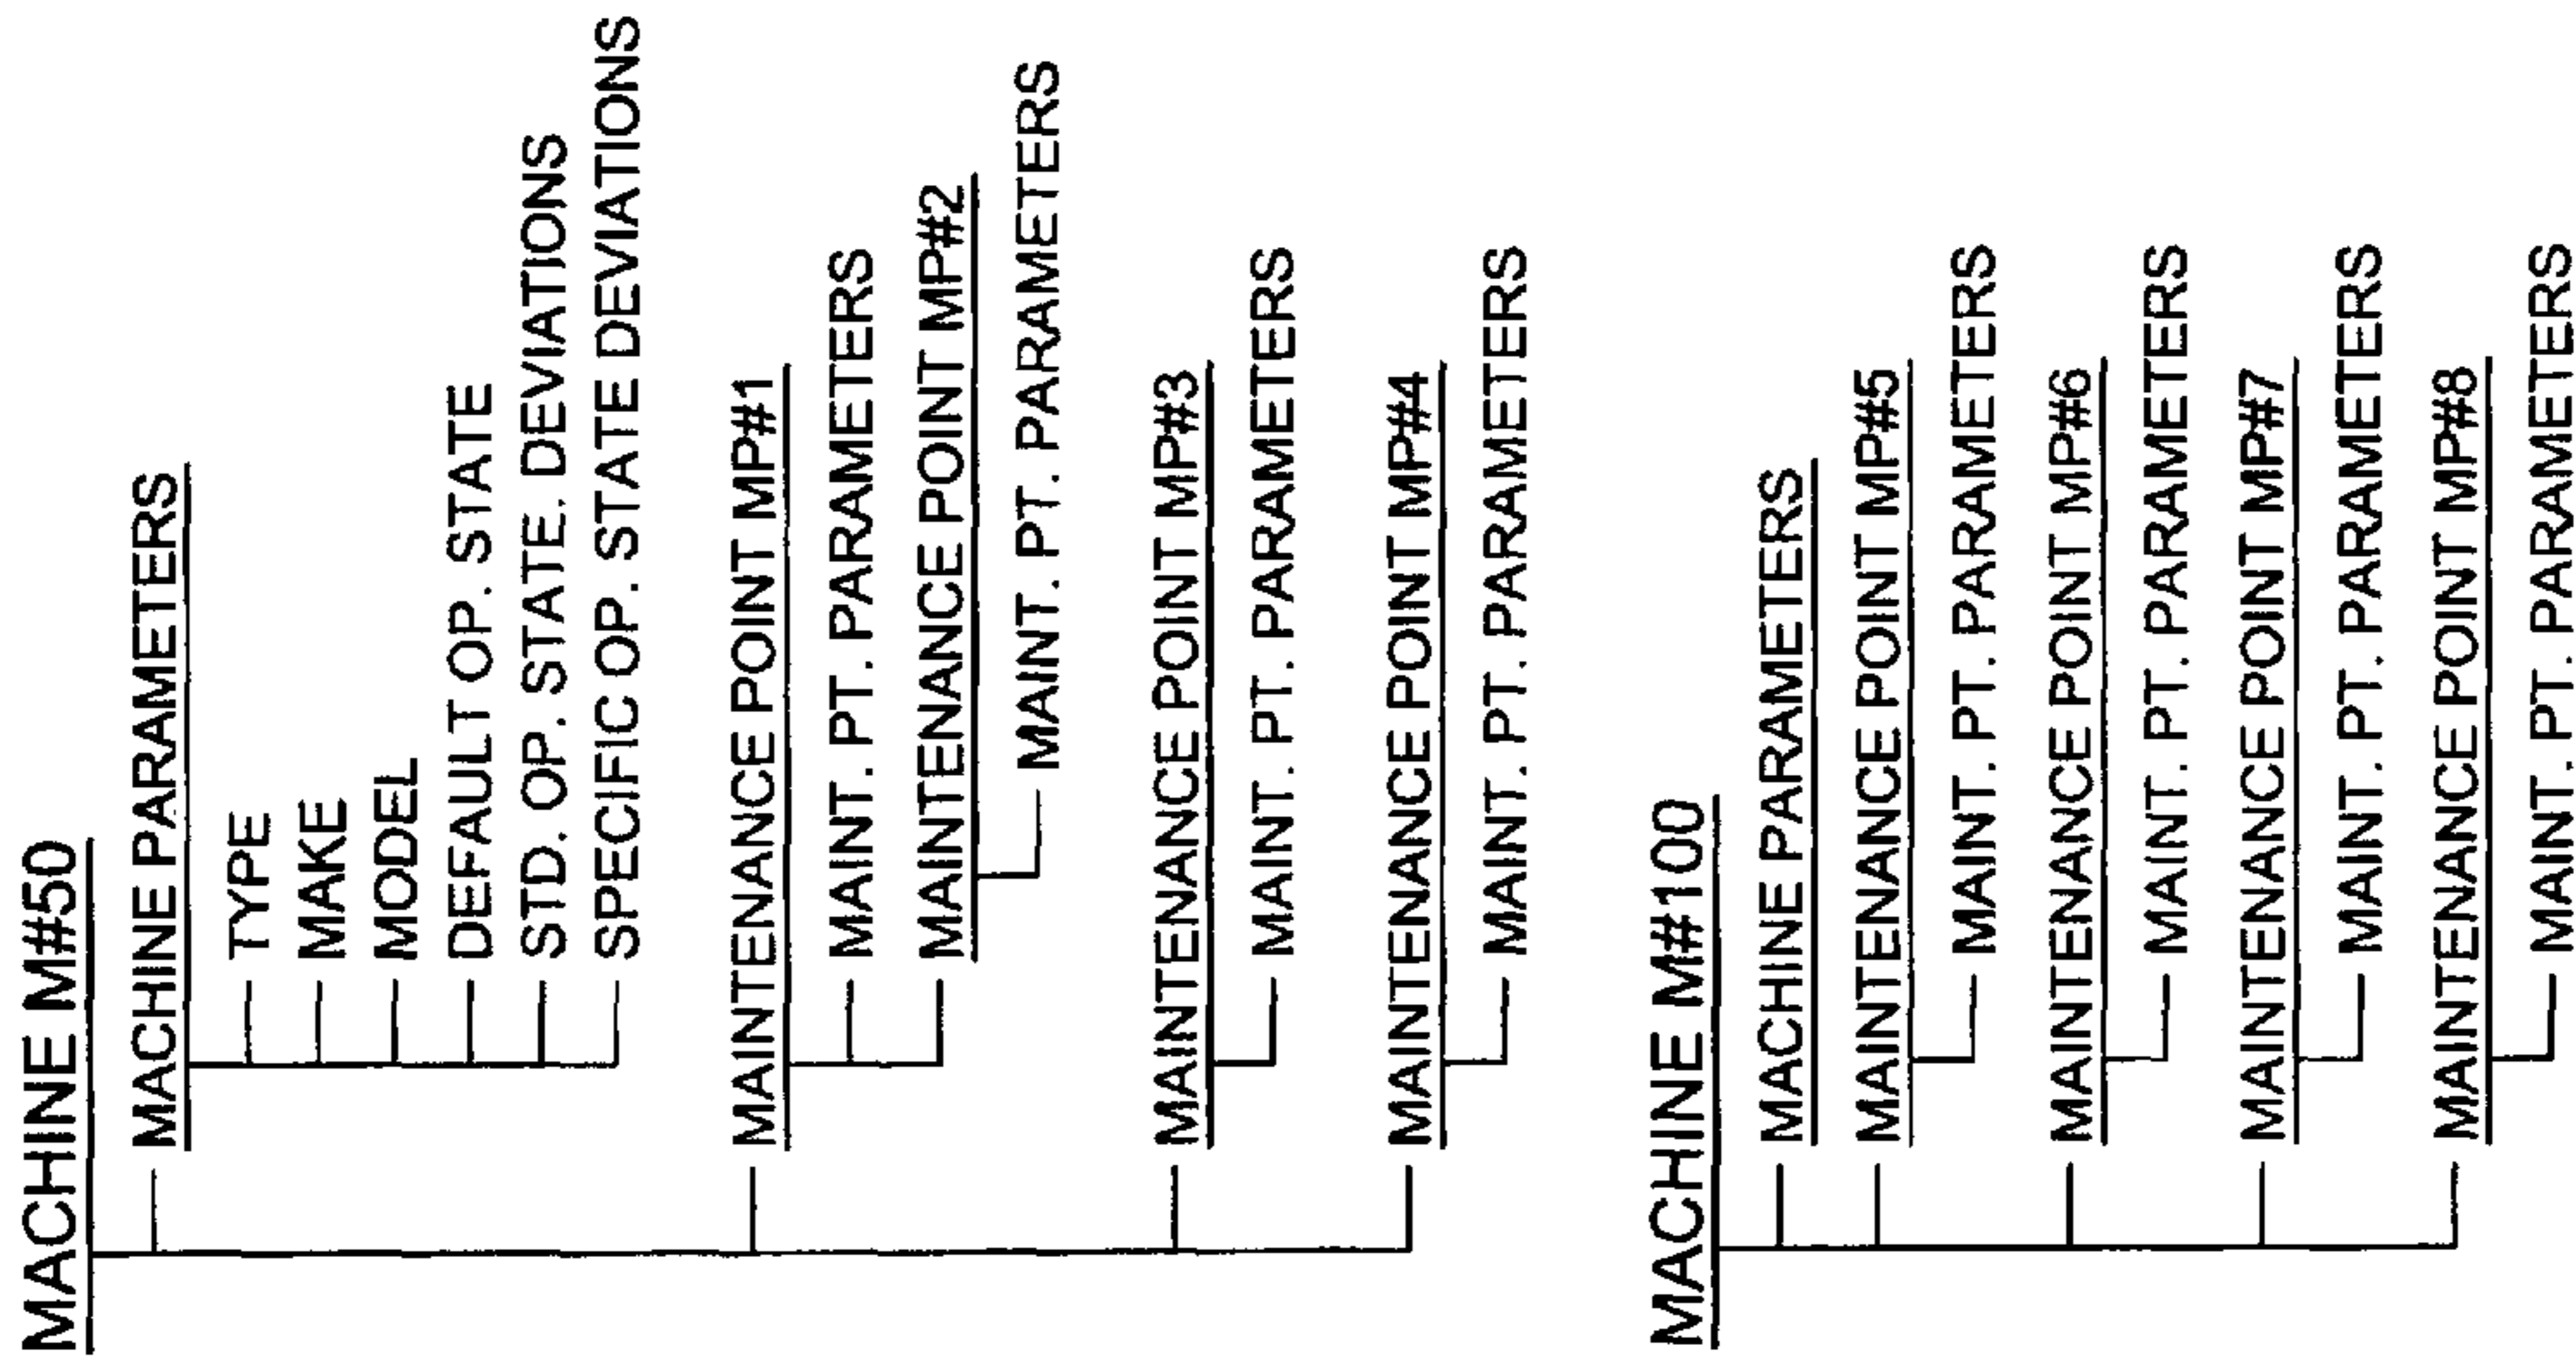 MACHINE M#50
MACHINE PARAMETERS
TYPE
MAKE
MODEL
DEFAULT OP. STATE
STD. OP. STATE. DEVIATIONS
SPECIFIC OP. STATE DEVIATIONS
MAINTENANCE POINT MP#1
MAINT. PT. PARAMETERS
MAINTENANCE POINT MP#2
MAINT. PT. PARAMETERS
MAINTENANCE POINT MP#3
MAINT. PT. PARAMETERS
MAINTENANCE POINT MP#4
MAINT. PT. PARAMETERS
MACHINE M#100
MACHINE PARAMETERS
MAINTENANCE POINT MP#5
MAINT. PT. PARAMETERS
MAINTENANCE POINT MP#6
MAINT. PT. PARAMETERS
MAINTENANCE POINT MP#7
MAINT. PT. PARAMETERS
MAINTENANCE POINT MP#8
MAINT. PT. PARAMETERS